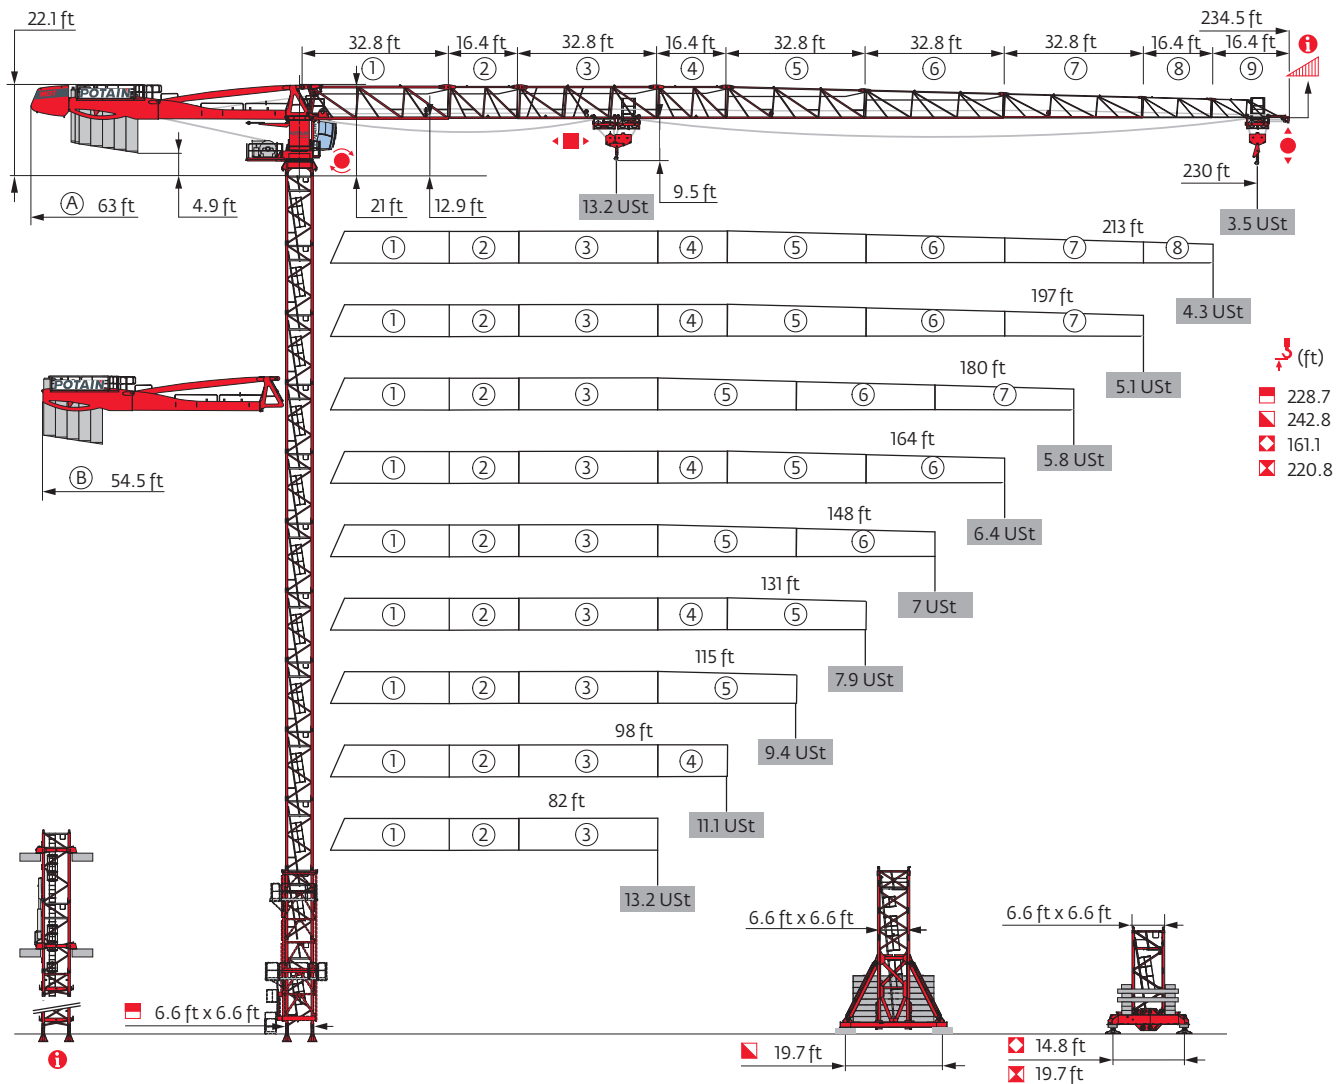 22.1 ft
234.5 ft
32.8 ft 16.4 ft 32.8 ft 16.4 ft 32.8 ft 32.8 ft 32.8 ft 16.4 ft 16.4 ft
1 2 3 4 5 6 7 8 9
i
POTAIN
A 63 ft
4.9 ft
21 ft
12.9 ft
13.2 USt
9.5 ft
230 ft
3.5 USt
213 ft
1 2 3 4 5 6 7 8
4.3 USt
197 ft
1 2 3 4 5 6 7
5.1 USt
(ft)
228.7
242.8
161.1
220.8
POTAIN
B 54.5 ft
180 ft
1 2 3 5 6 7
5.8 USt
164 ft
1 2 3 4 5 6
6.4 USt
148 ft
1 2 3 5 6
7 USt
131 ft
1 2 3 4 5
7.9 USt
115 ft
1 2 3 5
9.4 USt
98 ft
1 2 3 4
11.1 USt
82 ft
1 2 3
13.2 USt
6.6 ft x 6.6 ft
6.6 ft x 6.6 ft
6.6 ft x 6.6 ft
i
19.7 ft
14.8 ft
19.7 ft